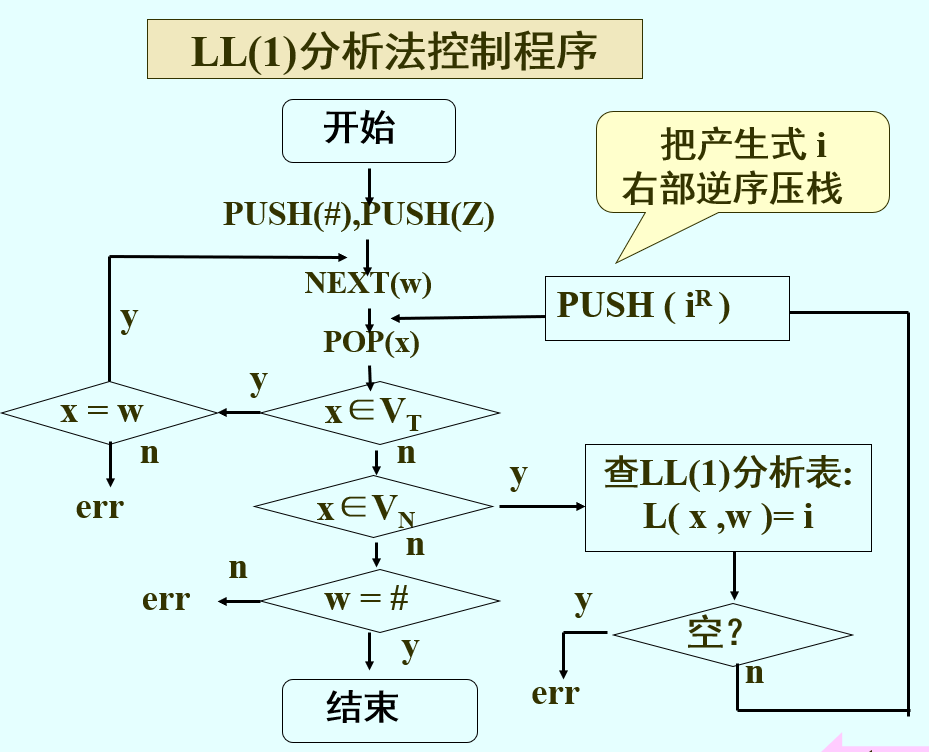 LL(1)分析法控制程序
开始
把产生式 i
右部逆序压栈
PUSH(#),PUSH(Z)
NEXT(w)
PUSH ( iᴿ )
y
POP(x)
y
x = w
x∈V_T
n
n
err
查LL(1)分析表:
L( x ,w )= i
y
x∈V_N
n
n
err
w = #
y
y
空?
n
err
结束